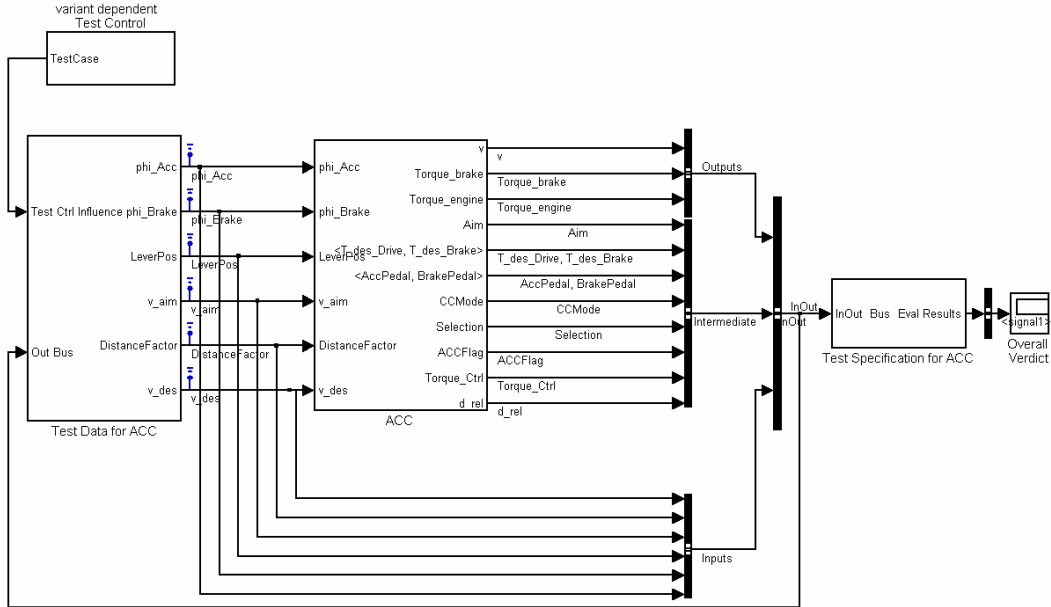 variant dependent
Test Control
TestCase
phi_Acc
Test Ctrl Influence phi_Brake
LeverPos
v_aim
Out Bus
DistanceFactor
v_des
Test Data for ACC
phi_Acc
phi_Brake
LeverPos
v_aim
DistanceFactor
v_des
phi_Acc
phi_Brake
LeverPos
v_aim
DistanceFactor
v_des
v
Torque_brake
Torque_engine
Aim
<T_des_Drive, T_des_Brake>
<AccPedal, BrakePedal>
CCMode
Selection
ACCFlag
Torque_Ctrl
d_rel
ACC
v
Torque_brake
Torque_engine
Aim
T_des_Drive, T_des_Brake
AccPedal, BrakePedal
CCMode
Selection
ACCFlag
Torque_Ctrl
d_rel
Outputs
Intermediate
Inputs
InOut
InOut
InOut Bus Eval Results
Test Specification for ACC
<signal1>
Overall
Verdict